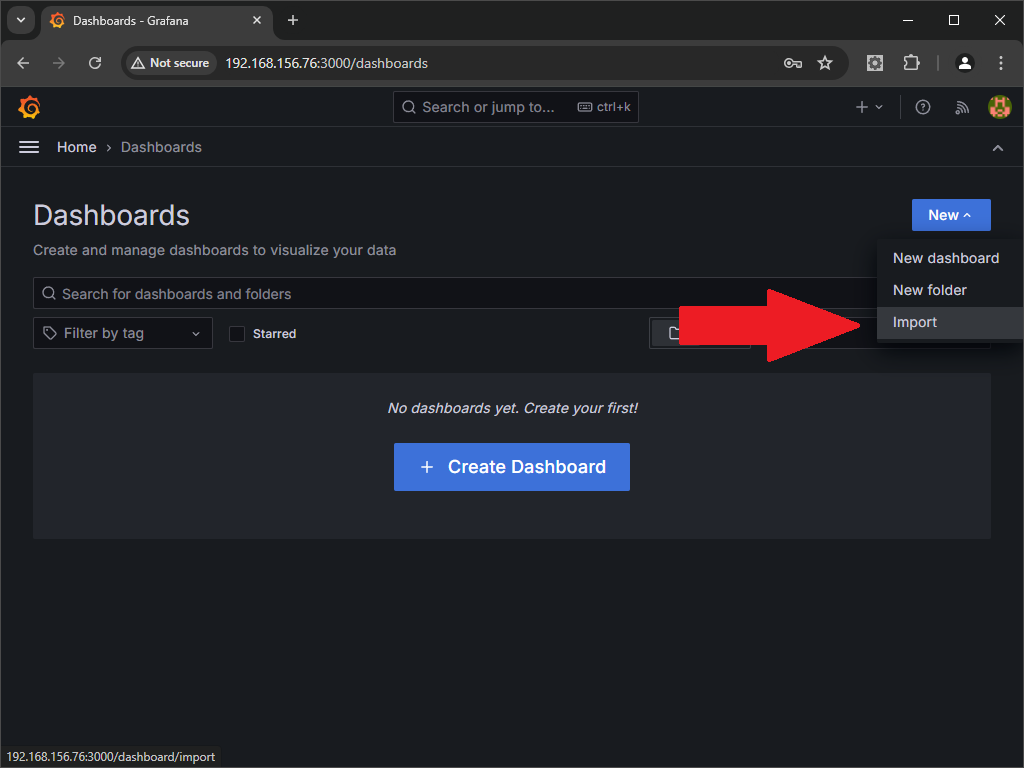 Dashboards - Grafana
Not secure 192.168.156.76:3000/dashboards
Search or jump to... ctrl+k
Home › Dashboards
Dashboards
New
Create and manage dashboards to visualize your data
New dashboard
Search for dashboards and folders
New folder
Import
Filter by tag
Starred
No dashboards yet. Create your first!
+ Create Dashboard
192.168.156.76:3000/dashboard/import